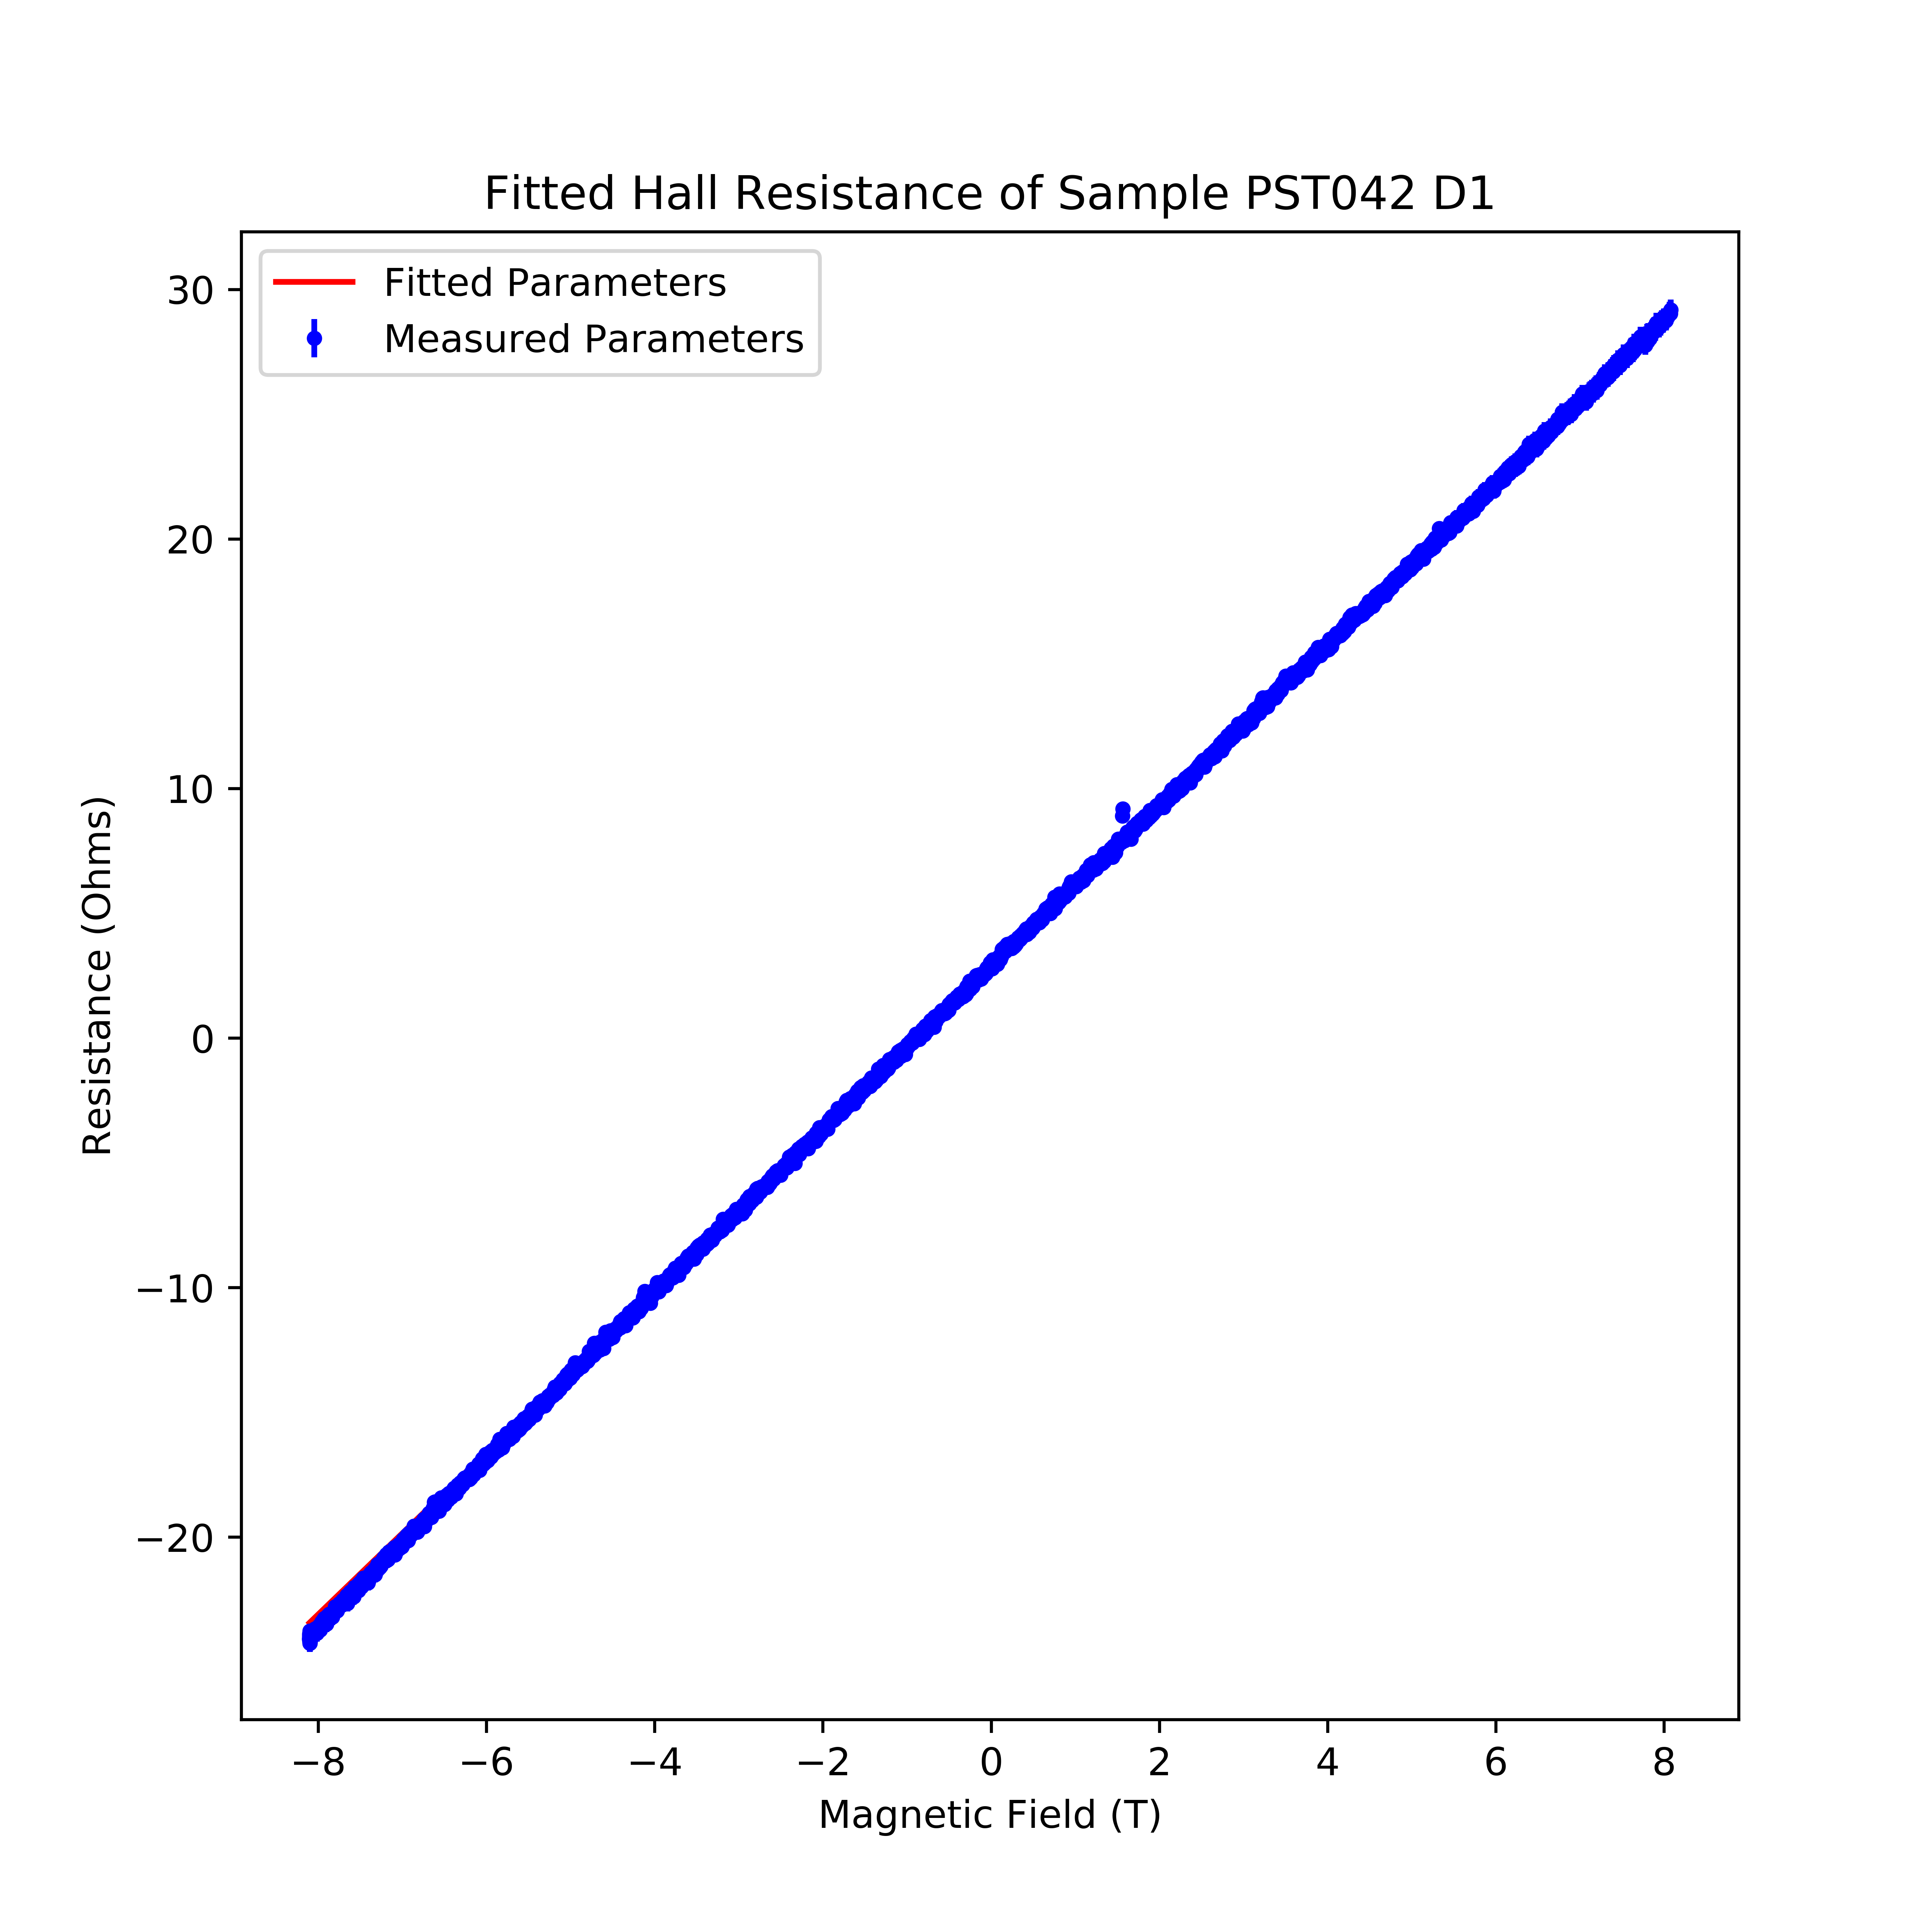 Fitted Hall Resistance of Sample PST042 D1
Fitted Parameters
Measured Parameters
30
20
10
0
−10
−20
Resistance (Ohms)
−8 −6 −4 −2 0 2 4 6 8
Magnetic Field (T)